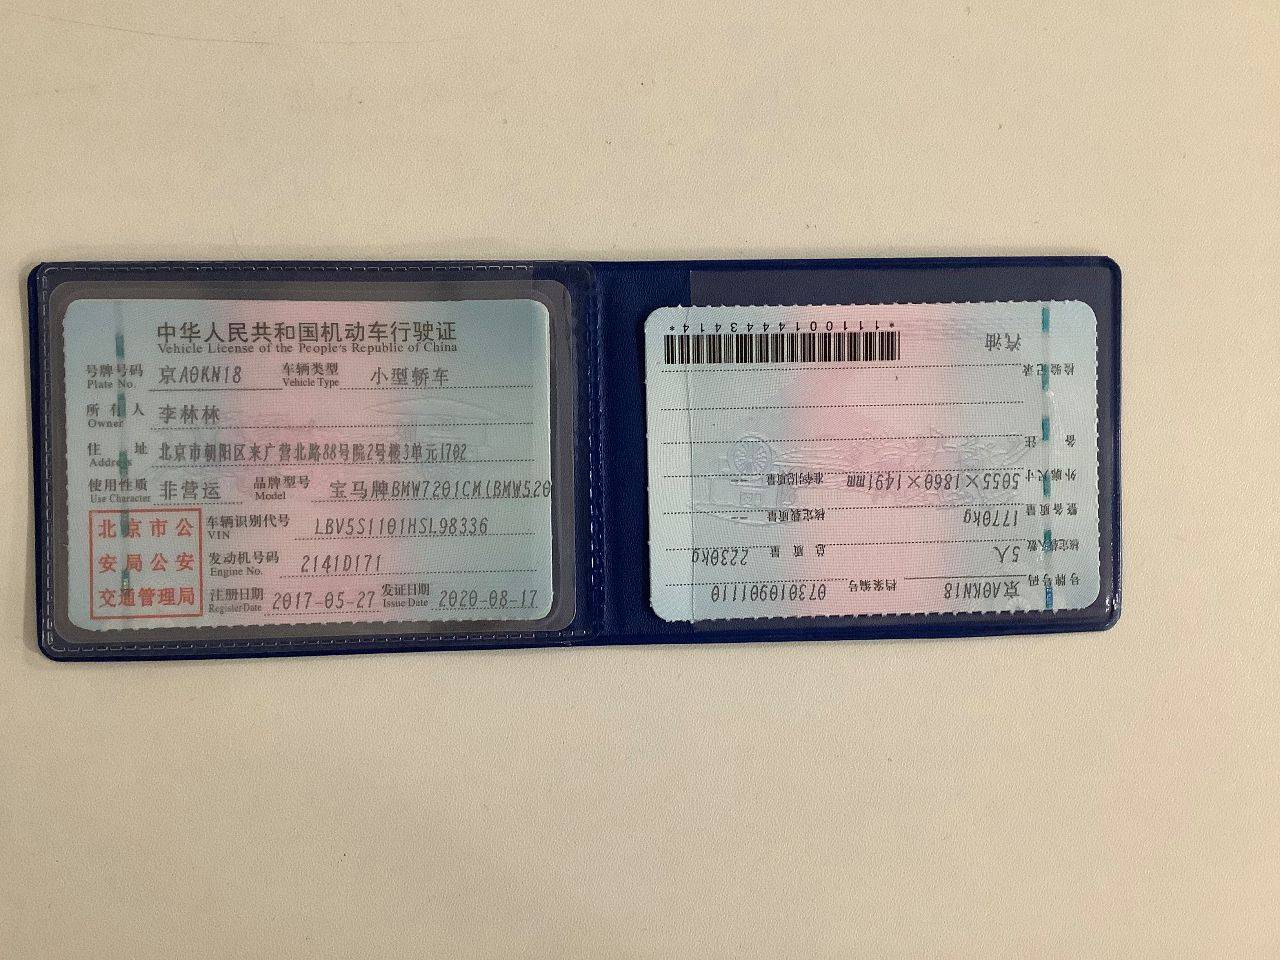 中华人民共和国机动车行驶证
Vehicle License of the People's Republic of China
号牌号码 京A0KN18 车辆类型 小型轿车
Plate No. Vehicle Type
所有人 李林林
Owner
住址 北京市朝阳区来广营北路88号院2号楼3单元1702
Address
使用性质 非营运 品牌型号 宝马牌BMW7201CM(BMW520
Use Character Model
北京市公
安局公安
交通管理局
车辆识别代号 LBV5S1101HSL98336
VIN
发动机号码 2141D171
Engine No.
注册日期 2017-05-27 发证日期 2020-08-17
Register Date Issue Date
号牌号码 京A0KN18 档案编号 073010901110
核定载人数 5人 总质量 2230kg
整备质量 1770kg 核定载质量 --
外廓尺寸 5055×1860×1491mm 准牵引总质量 --
备注
检验记录
汽油 *1110014443414*